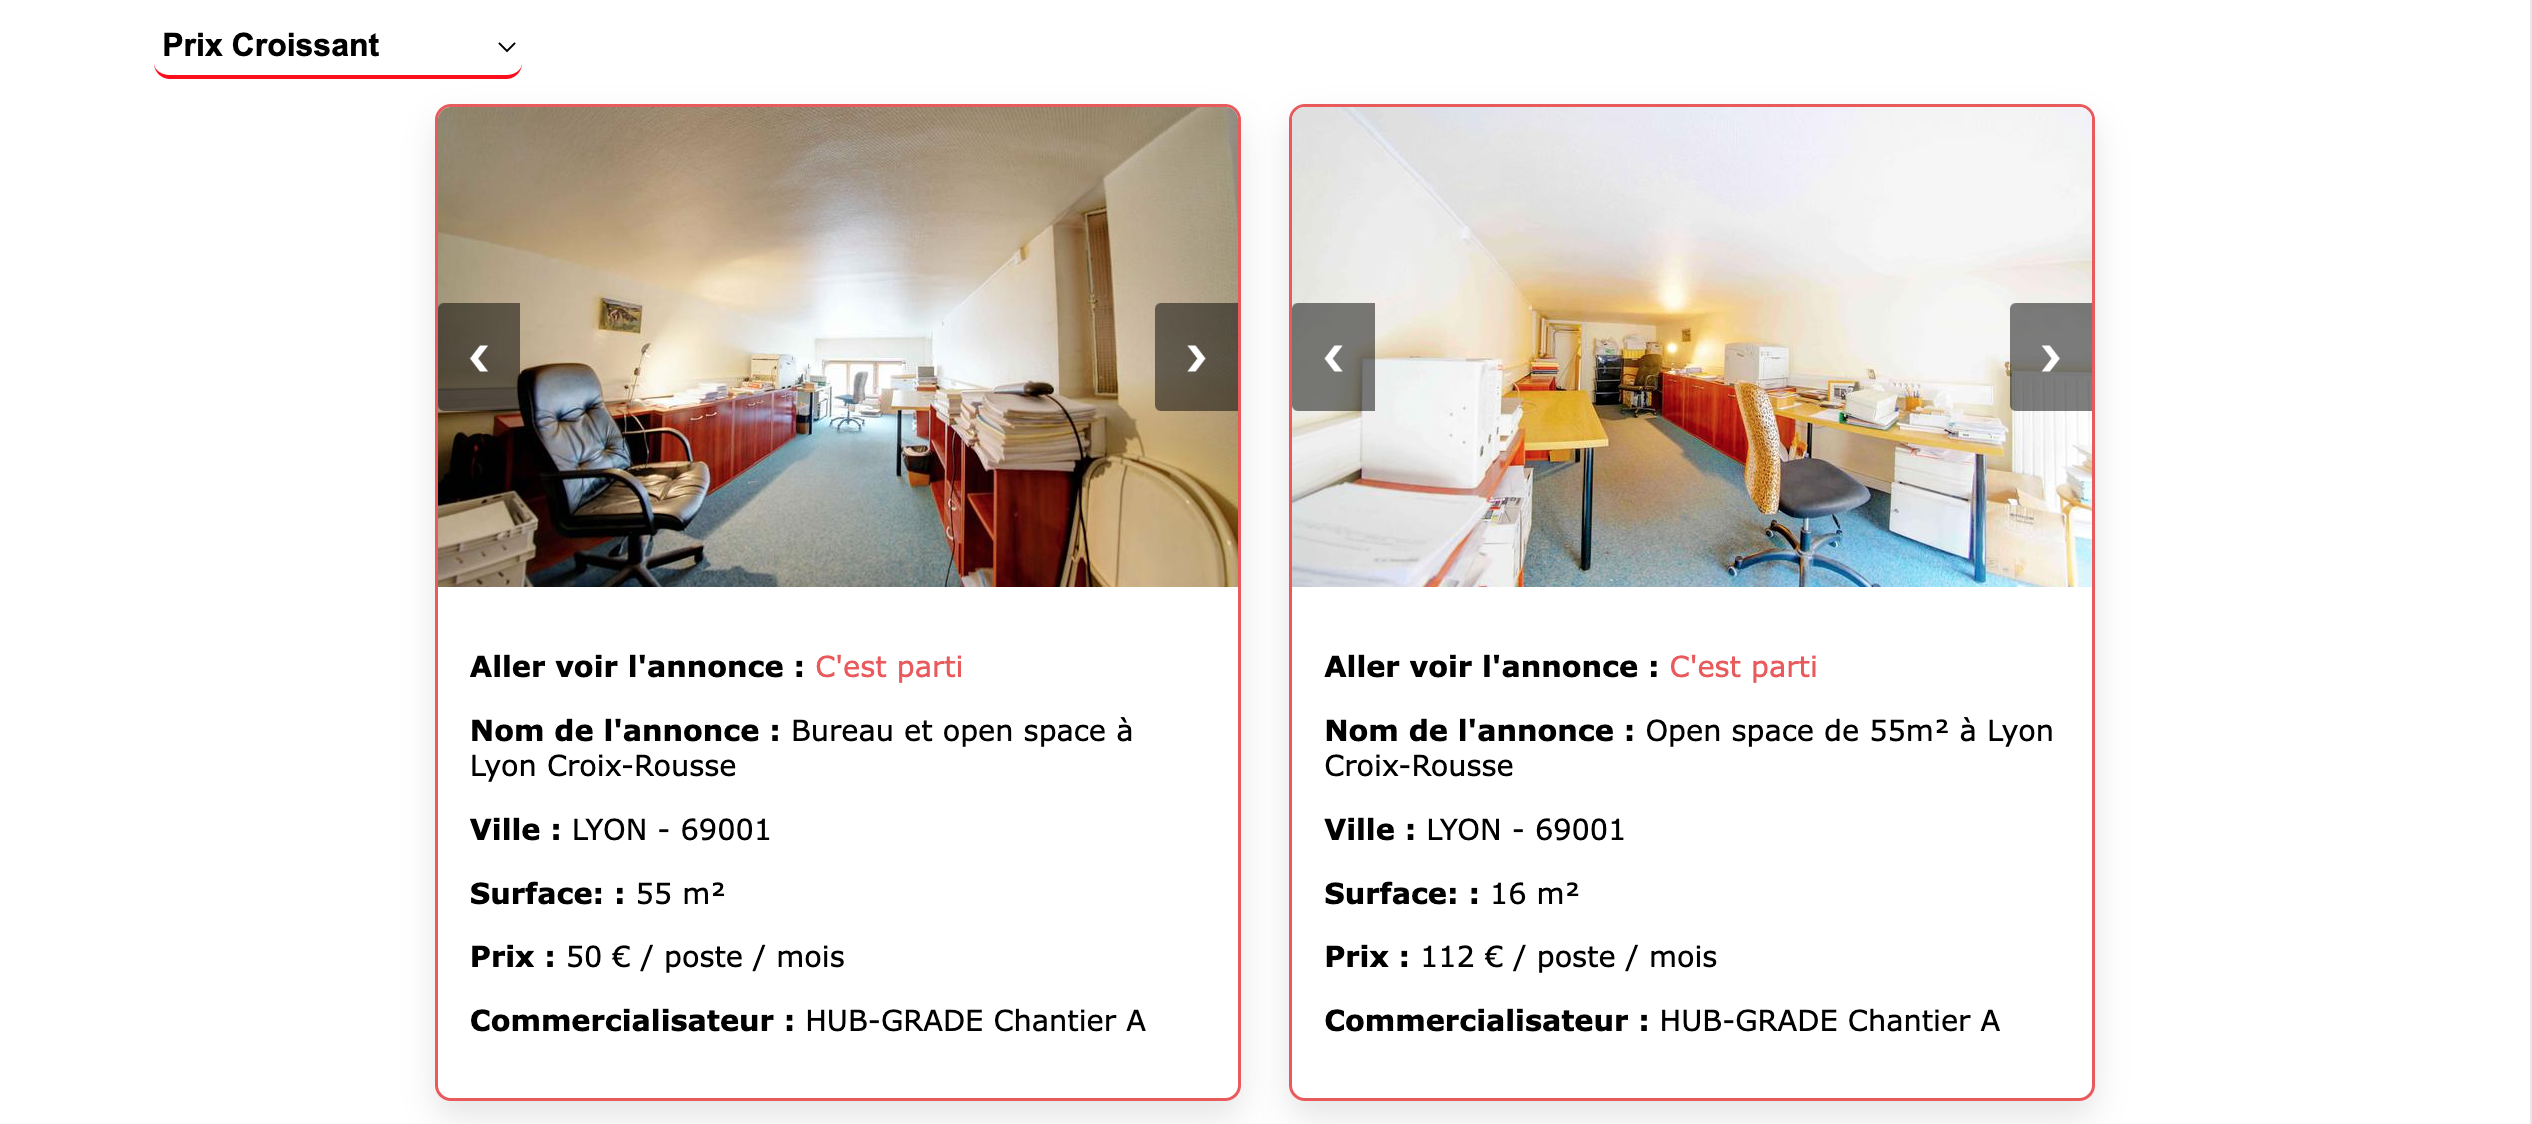 Prix Croissant
Aller voir l'annonce : C'est parti
Nom de l'annonce : Bureau et open space à
Lyon Croix-Rousse
Ville : LYON - 69001
Surface: : 55 m²
Prix : 50 € / poste / mois
Commercialisateur : HUB-GRADE Chantier A
Aller voir l'annonce : C'est parti
Nom de l'annonce : Open space de 55m² à Lyon
Croix-Rousse
Ville : LYON - 69001
Surface: : 16 m²
Prix : 112 € / poste / mois
Commercialisateur : HUB-GRADE Chantier A